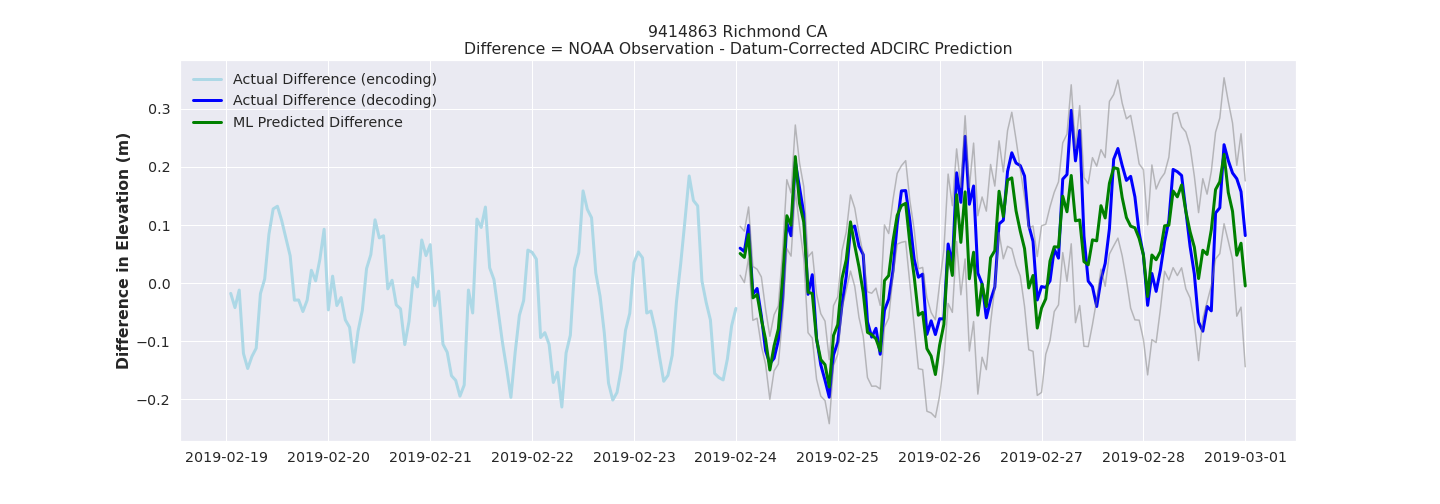 9414863 Richmond CA
Difference = NOAA Observation - Datum-Corrected ADCIRC Prediction
Actual Difference (encoding)
Actual Difference (decoding)
ML Predicted Difference
Difference in Elevation (m)
0.3
0.2
0.1
0.0
−0.1
−0.2
2019-02-19 2019-02-20 2019-02-21 2019-02-22 2019-02-23 2019-02-24 2019-02-25 2019-02-26 2019-02-27 2019-02-28 2019-03-01